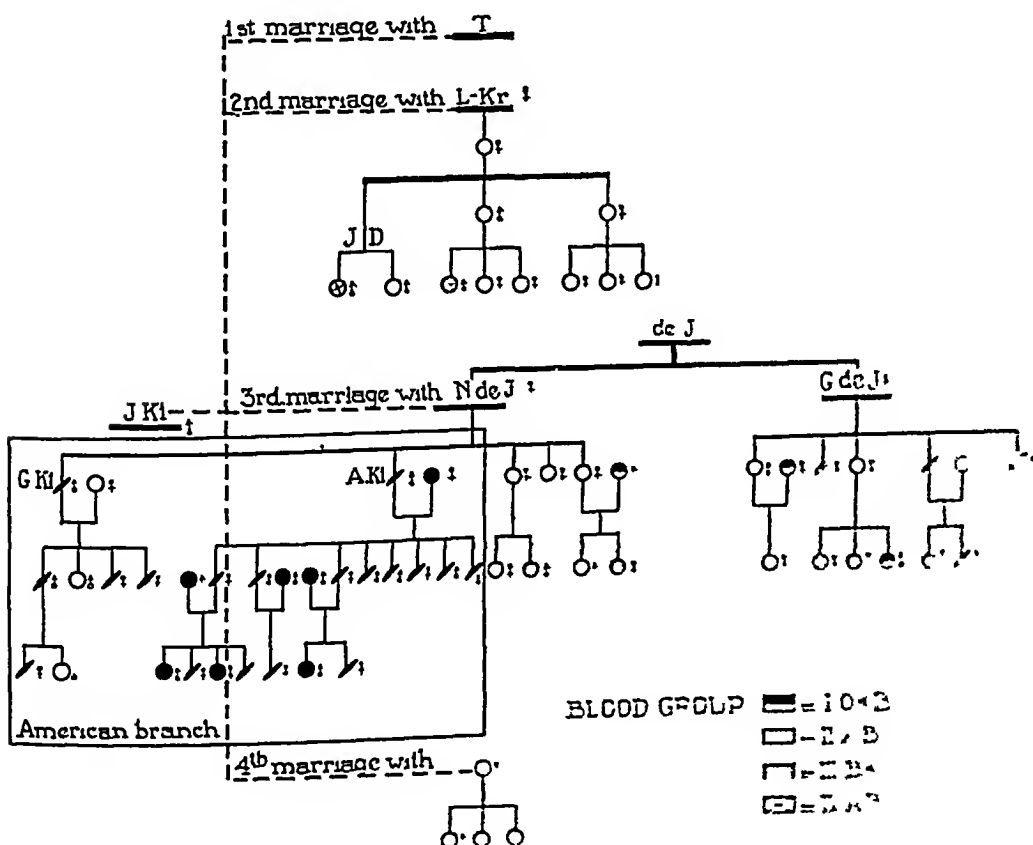 1st marriage with T
2nd marriage with L-Kr
J D
de J
3rd marriage with N de J
G de J
J Kl
G Kl
A.Kl
American branch
4th marriage with
BLOOD GROUP